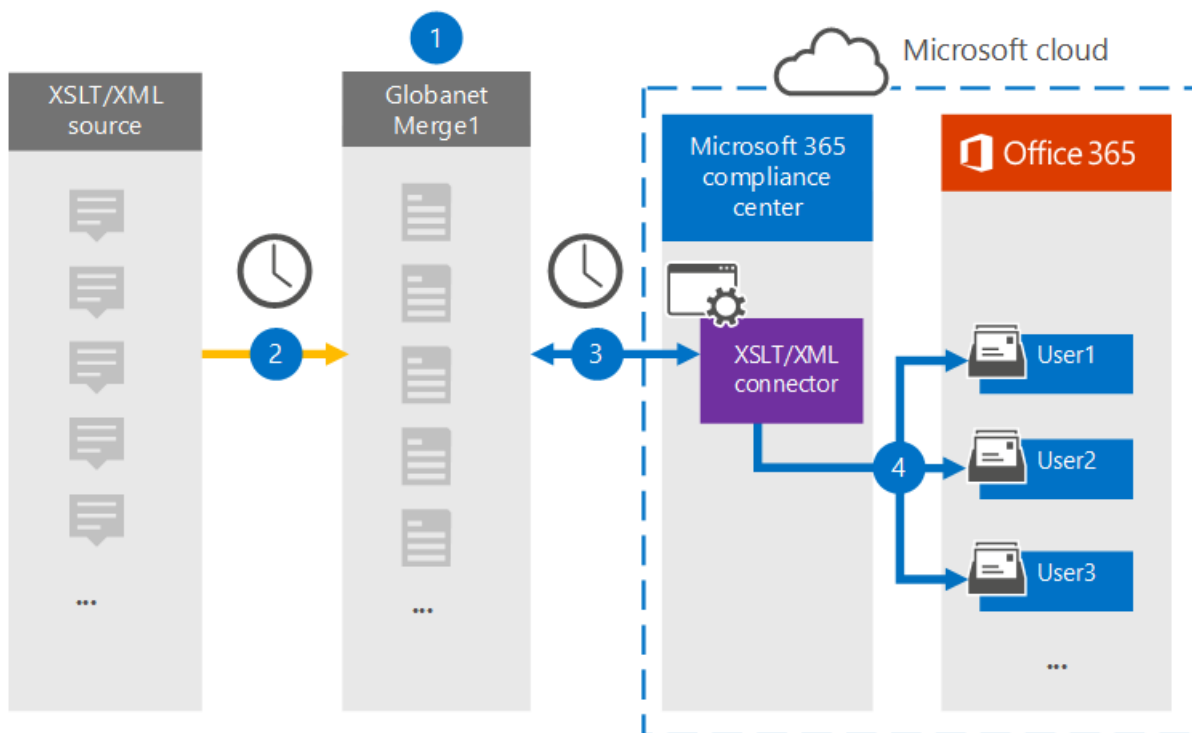 1
Microsoft cloud
XSLT/XML
source
Globanet
Merge1
Microsoft 365
compliance
center
Office 365
2
3
XSLT/XML
connector
4
User1
User2
User3
...
...
...